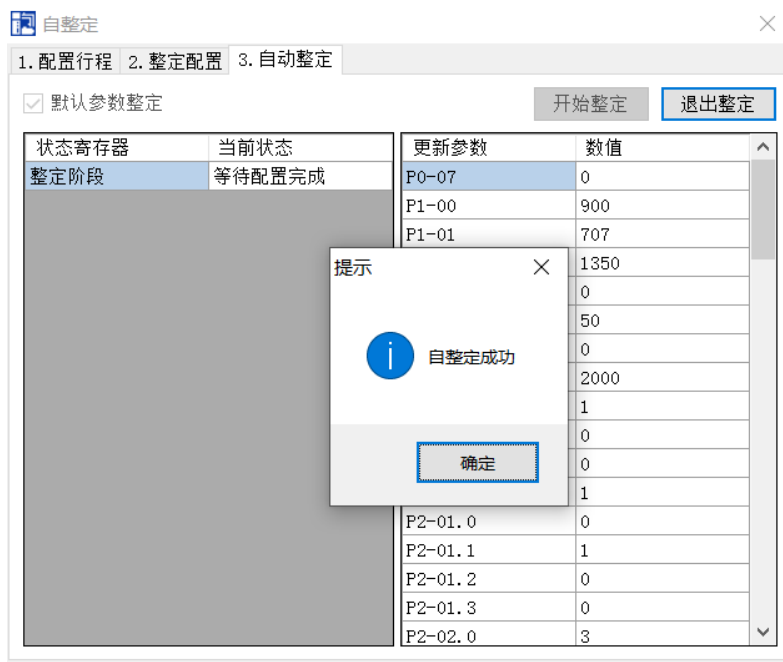 自整定
1.配置行程 2.整定配置 3.自动整定
默认参数整定 开始整定 退出整定
状态寄存器 当前状态 更新参数 数值
整定阶段 等待配置完成 P0-07 0
P1-00 900
P1-01 707
提示 1350
0
50
自整定成功 0
2000
1
0
确定 0
1
P2-01.0 0
P2-01.1 1
P2-01.2 0
P2-01.3 0
P2-02.0 3